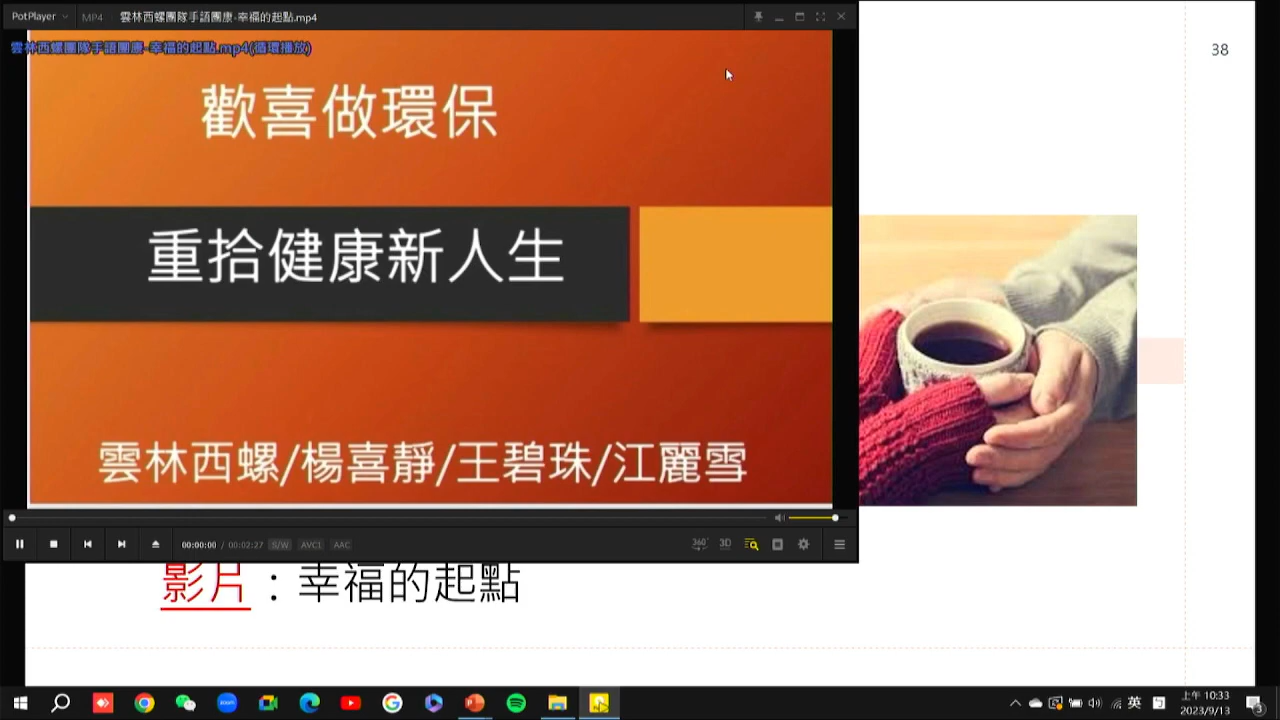 PotPlayer MP4 雲林西螺團隊手語團康-幸福的起點.mp4
雲林西螺團隊手語團康-幸福的起點.mp4(循環播放)
38
歡喜做環保
重拾健康新人生
雲林西螺/楊喜靜/王碧珠/江麗雪
00:00:00 / 00:02:27 S/W AVC1 AAC
360° 3D
影片：幸福的起點
zoom
英
上午 10:33
2023/9/13
3